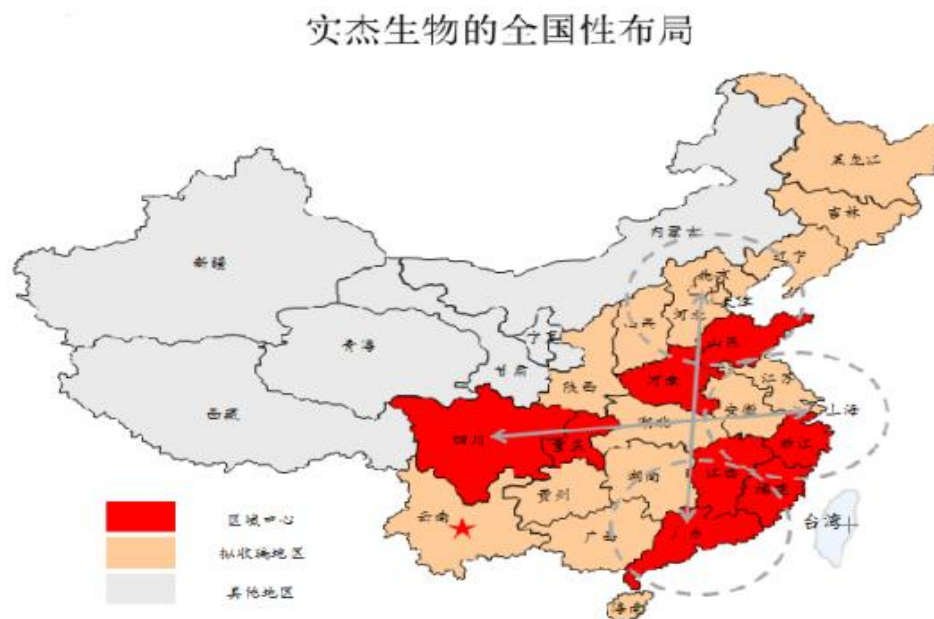 实杰生物的全国性布局
黑龙江
吉林
内蒙古
辽宁
新疆
北京
天津
河北
山西
山东
宁夏
青海
甘肃
陕西
河南
江苏
西藏
安徽
上海
四川
重庆
湖北
浙江
江西
湖南
福建
贵州
云南
广西
广东
台湾
海南
区域中心
拟收编地区
其他地区